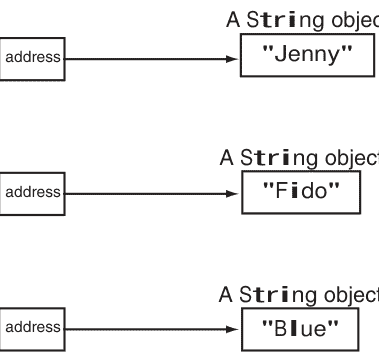 A String objec
address
"Jenny"
A String object
address
"Fido"
A String object
address
"Blue"